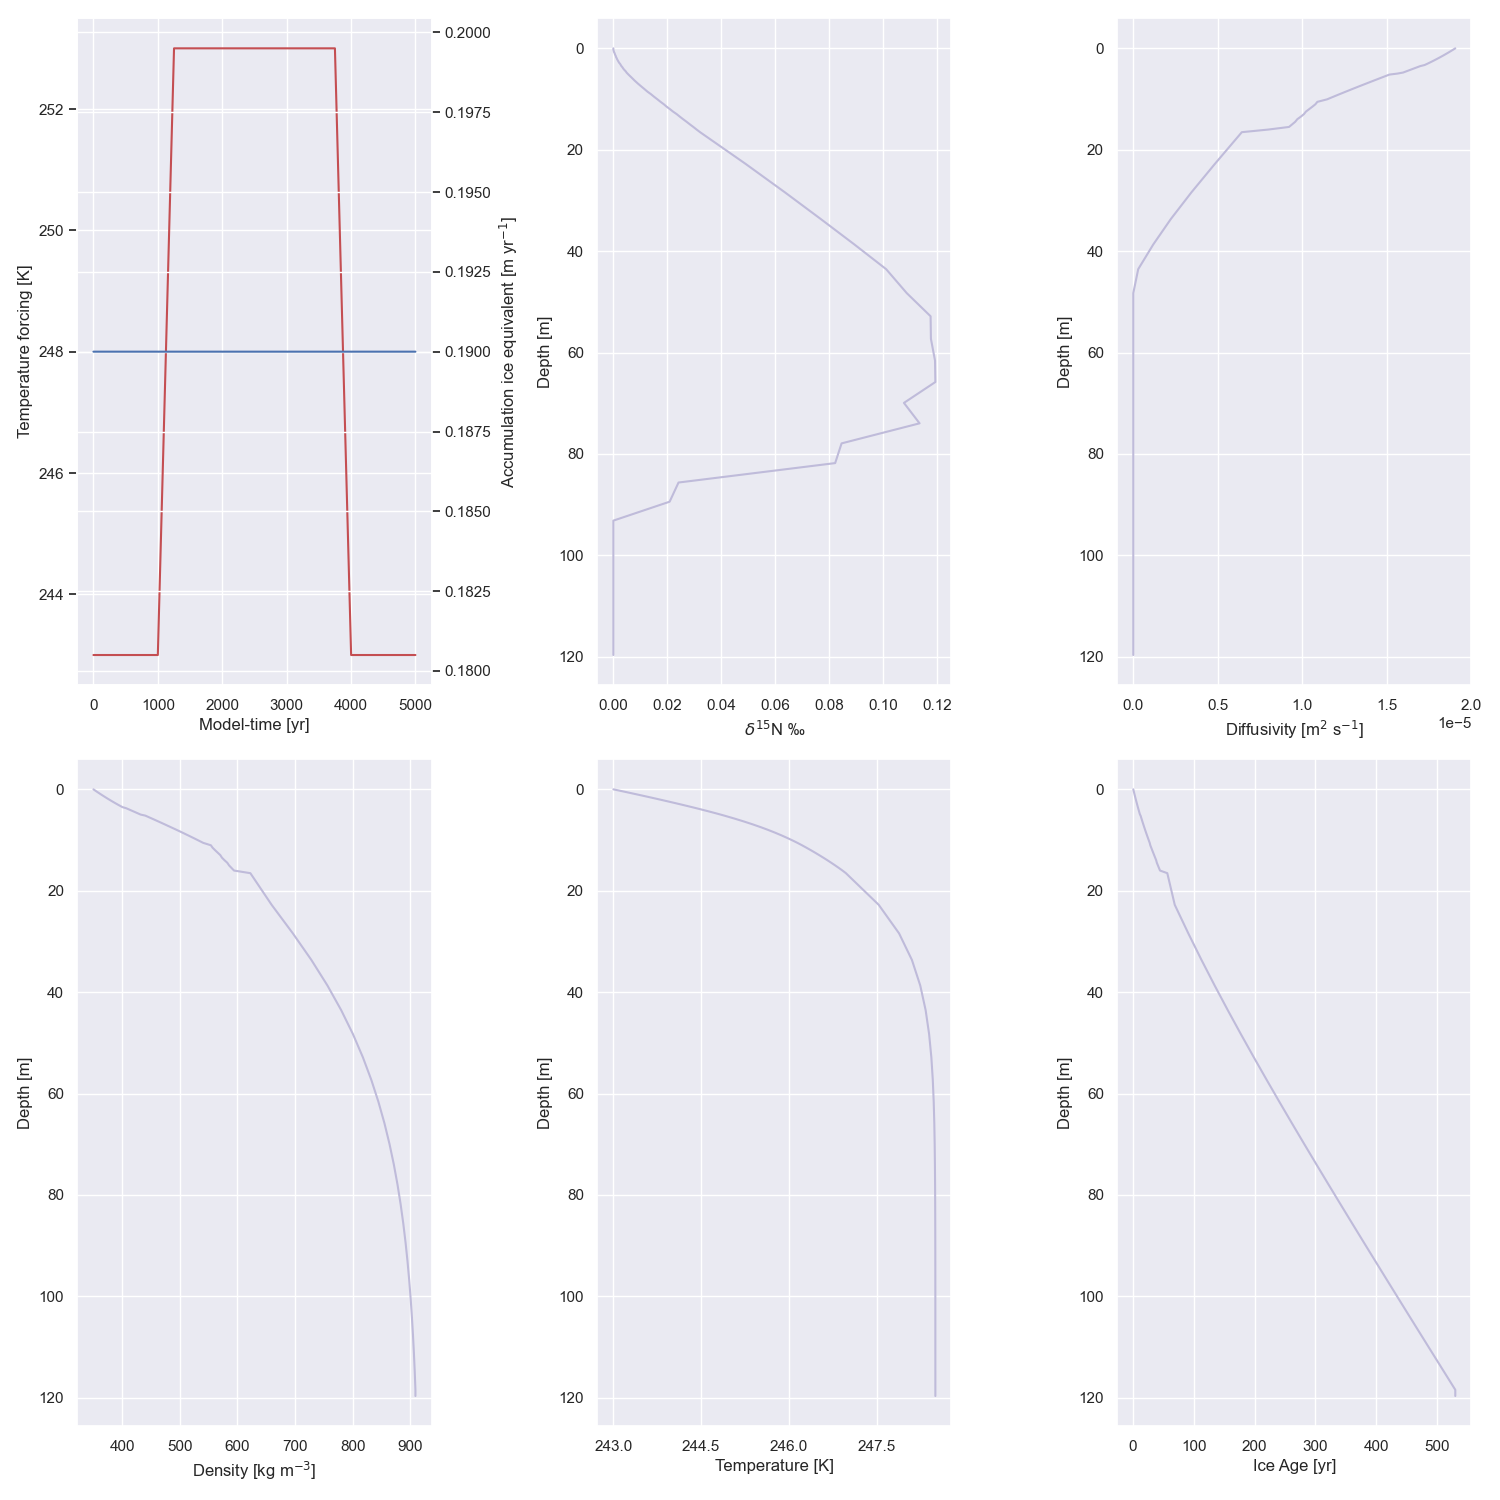 Temperature forcing [K]
252
250
248
246
244
0.2000
0.1975
0.1950
0.1925
0.1900
0.1875
0.1850
0.1825
0.1800
Accumulation ice equivalent [m yr⁻¹]
0 1000 2000 3000 4000 5000
Model-time [yr]
Depth [m]
0
20
40
60
80
100
120
0.00 0.02 0.04 0.06 0.08 0.10 0.12
δ¹⁵N ‰
Depth [m]
0
20
40
60
80
100
120
0.0 0.5 1.0 1.5 2.0
1e−5
Diffusivity [m² s⁻¹]
Depth [m]
0
20
40
60
80
100
120
400 500 600 700 800 900
Density [kg m⁻³]
Depth [m]
0
20
40
60
80
100
120
243.0 244.5 246.0 247.5
Temperature [K]
Depth [m]
0
20
40
60
80
100
120
0 100 200 300 400 500
Ice Age [yr]